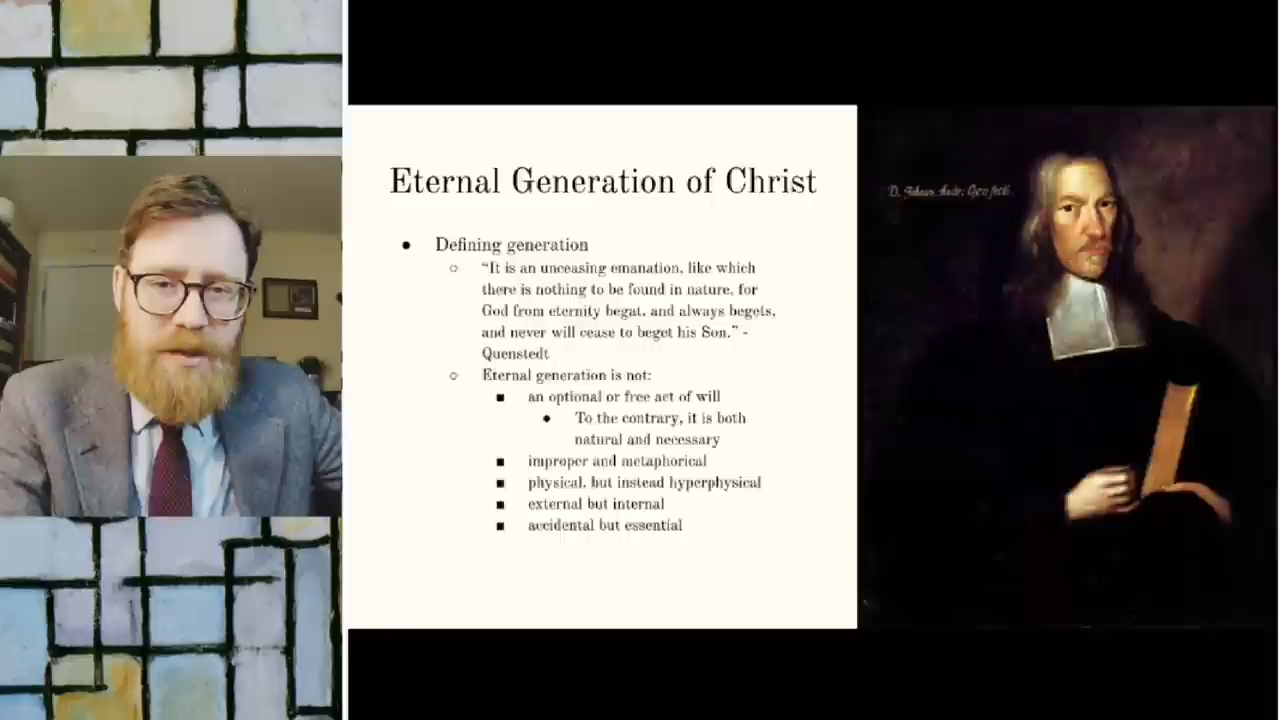 Eternal Generation of Christ
● Defining generation
○ “It is an unceasing emanation, like which
there is nothing to be found in nature, for
God from eternity begat, and always begets,
and never will cease to beget his Son.” -
Quenstedt
○ Eternal generation is not:
■ an optional or free act of will
● To the contrary, it is both
natural and necessary
■ improper and metaphorical
■ physical, but instead hyperphysical
■ external but internal
■ accidental but essential
D.